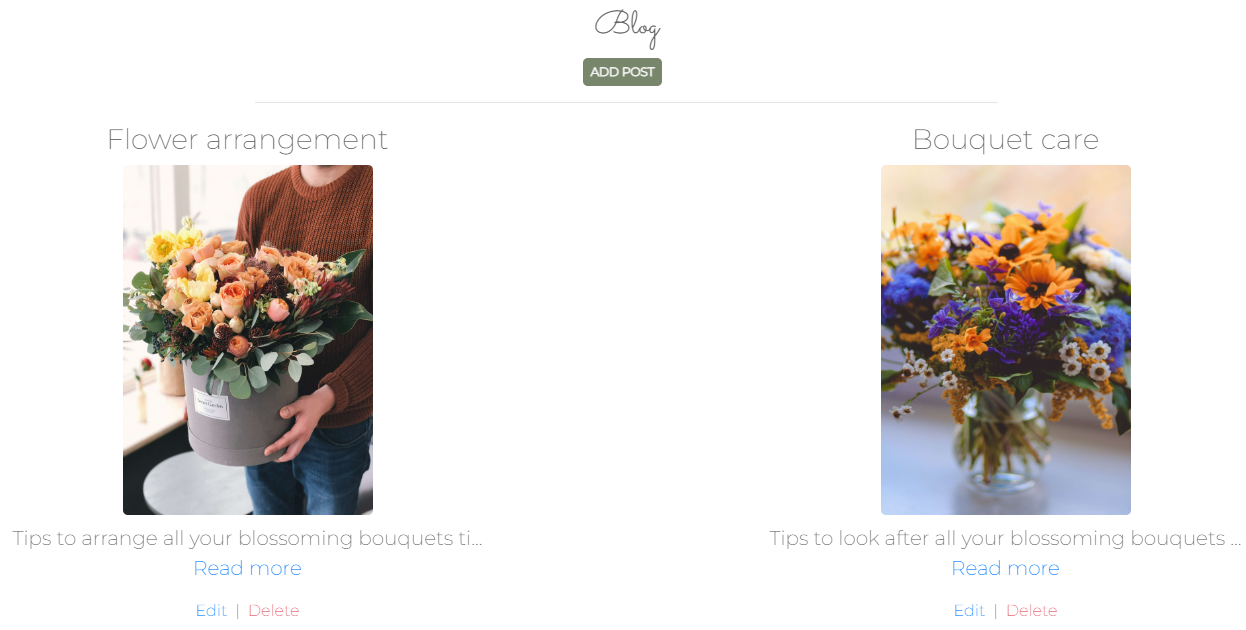 Blog
ADD POST
Flower arrangement
Tips to arrange all your blossoming bouquets ti...
Read more
Edit | Delete
Bouquet care
Tips to look after all your blossoming bouquets ...
Read more
Edit | Delete